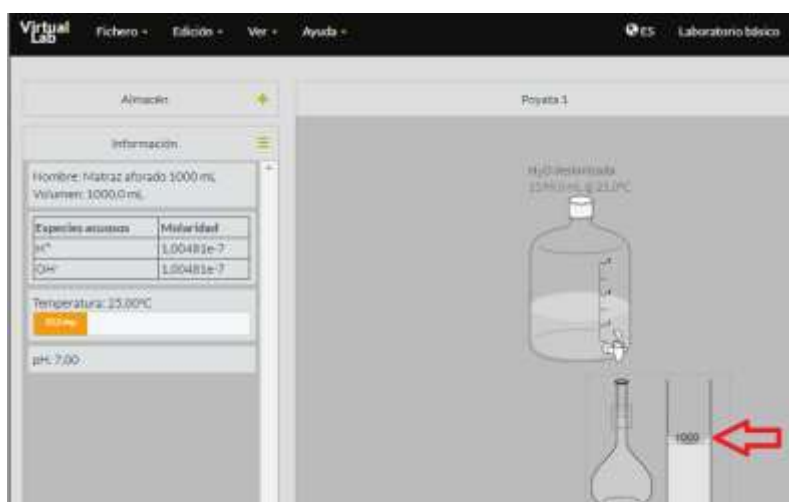 Virtual Lab Fichero Edición Ver Ayuda ES Laboratorio básico
Almacén
Información
Nombre: Matraz aforado 1000 mL
Volumen: 1000,0 mL
Especies acuosas Molaridad
H⁺ 1,00481e-7
OH⁻ 1,00481e-7
Temperatura: 25,00ºC
pH: 7,00
Poyata 1
H₂O destilada
25,0ºC
1000